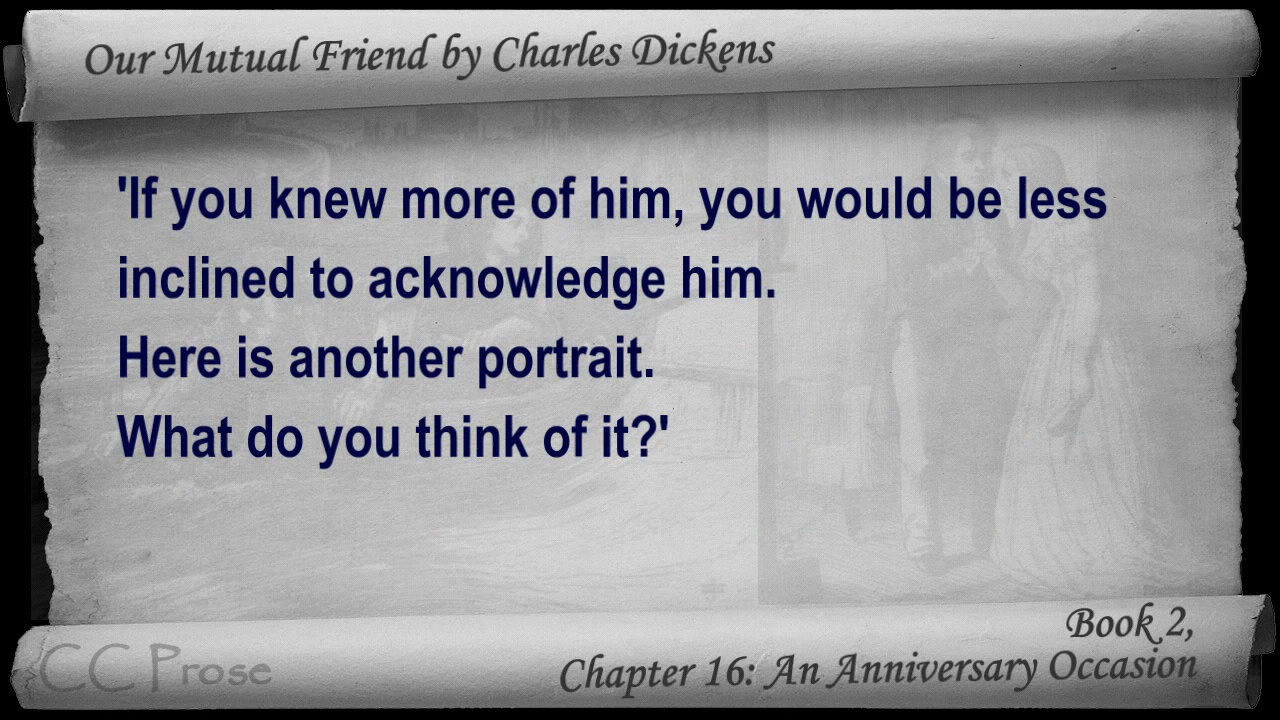 Our Mutual Friend by Charles Dickens
'If you knew more of him, you would be less
inclined to acknowledge him.
Here is another portrait.
What do you think of it?'
Book 2,
Chapter 16: An Anniversary Occasion
CC Prose